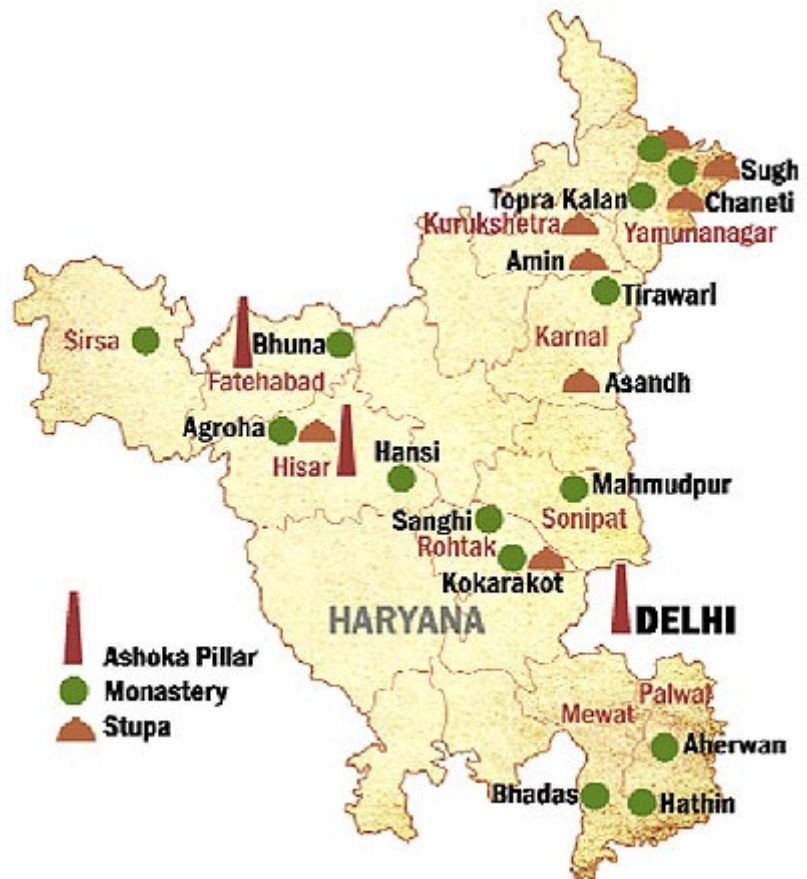 Sugh
Topra Kalan
Chaneti
Kurukshetra
Yamunanagar
Amin
Tirawarl
Sirsa
Bhuna
Karnal
Fatehabad
Asandh
Agroha
Hansi
Hisar
Mahmudpur
Sanghi
Sonipat
Rohtak
Kokarakot
HARYANA
DELHI
Ashoka Pillar
Monastery
Stupa
Palwal
Mewat
Aherwan
Bhadas
Hathin